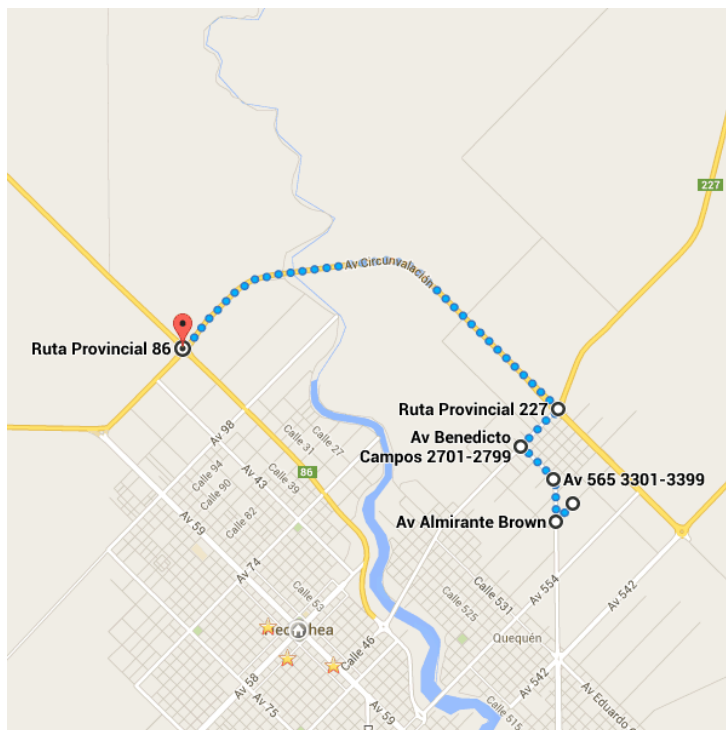 227
Av Circunvalación
Ruta Provincial 86
Ruta Provincial 227
Av Benedicto
Campos 2701-2799
Av 565 3301-3399
Av Almirante Brown
Av 98
Calle 27
Calle 31
86
Calle 39
Av 43
Calle 94
Calle 90
Calle 82
Av 59
Av 74
Calle 53
Calle 46
Av 58
Av 75
Av 59
Av 554
Calle 531
Calle 525
Av 542
Quequén
Av 542
Calle 515
Av Eduardo